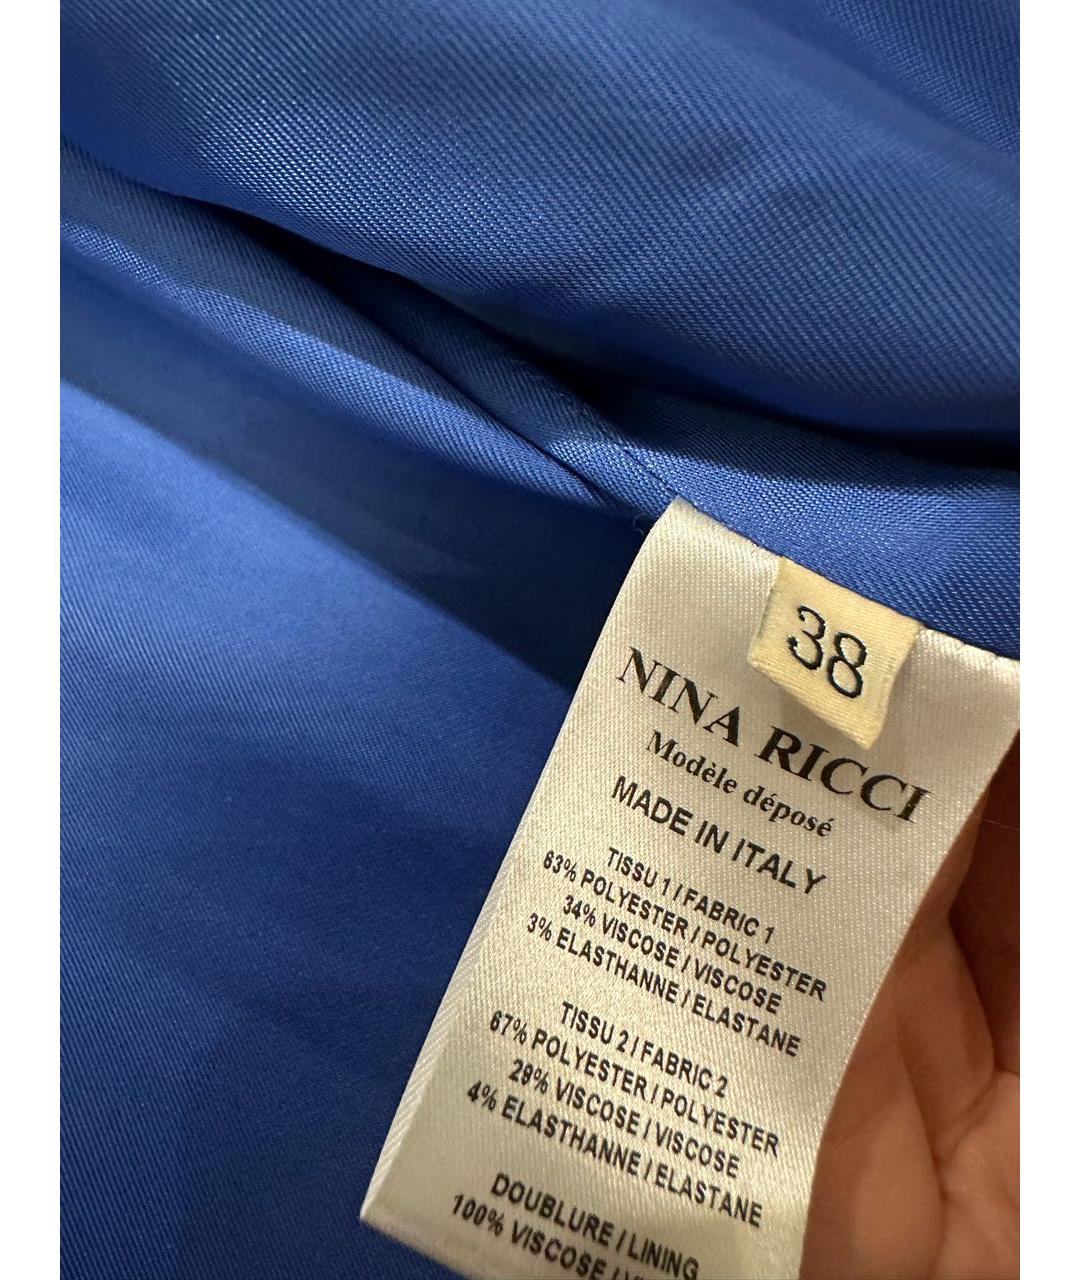 38
NINA RICCI
Modèle déposé
MADE IN ITALY
TISSU 1 / FABRIC 1
63% POLYESTER / POLYESTER
34% VISCOSE / VISCOSE
3% ELASTHANNE / ELASTANE
TISSU 2 / FABRIC 2
67% POLYESTER / POLYESTER
29% VISCOSE / VISCOSE
4% ELASTHANNE / ELASTANE
DOUBLURE / LINING
100% VISCOSE /